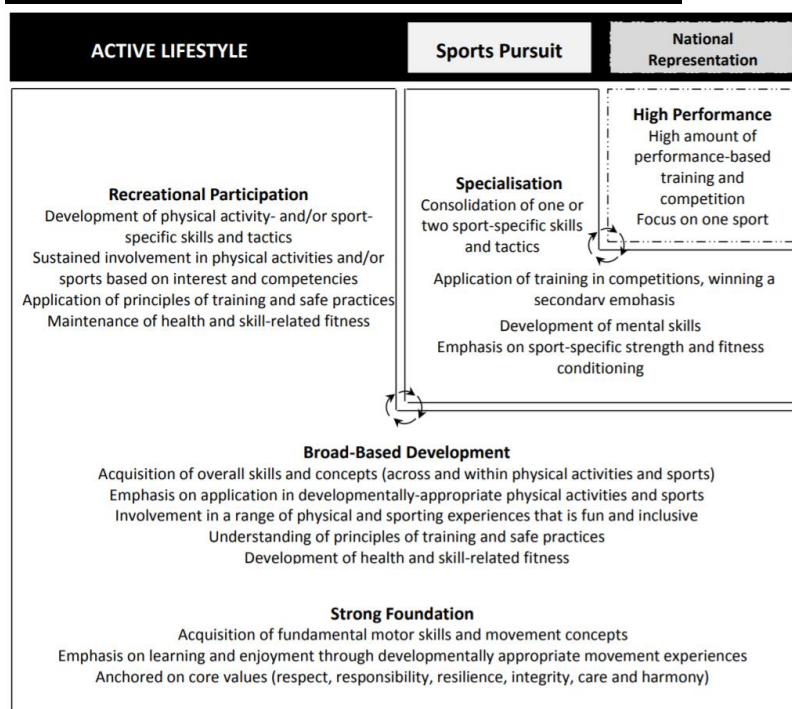 ACTIVE LIFESTYLE
Sports Pursuit
National
Representation
High Performance
High amount of
performance-based
training and
competition
Focus on one sport
Specialisation
Consolidation of one or
two sport-specific skills
and tactics
Application of training in competitions, winning a
secondary emphasis
Development of mental skills
Emphasis on sport-specific strength and fitness
conditioning
Recreational Participation
Development of physical activity- and/or sport-
specific skills and tactics
Sustained involvement in physical activities and/or
sports based on interest and competencies
Application of principles of training and safe practices
Maintenance of health and skill-related fitness
Broad-Based Development
Acquisition of overall skills and concepts (across and within physical activities and sports)
Emphasis on application in developmentally-appropriate physical activities and sports
Involvement in a range of physical and sporting experiences that is fun and inclusive
Understanding of principles of training and safe practices
Development of health and skill-related fitness
Strong Foundation
Acquisition of fundamental motor skills and movement concepts
Emphasis on learning and enjoyment through developmentally appropriate movement experiences
Anchored on core values (respect, responsibility, resilience, integrity, care and harmony)